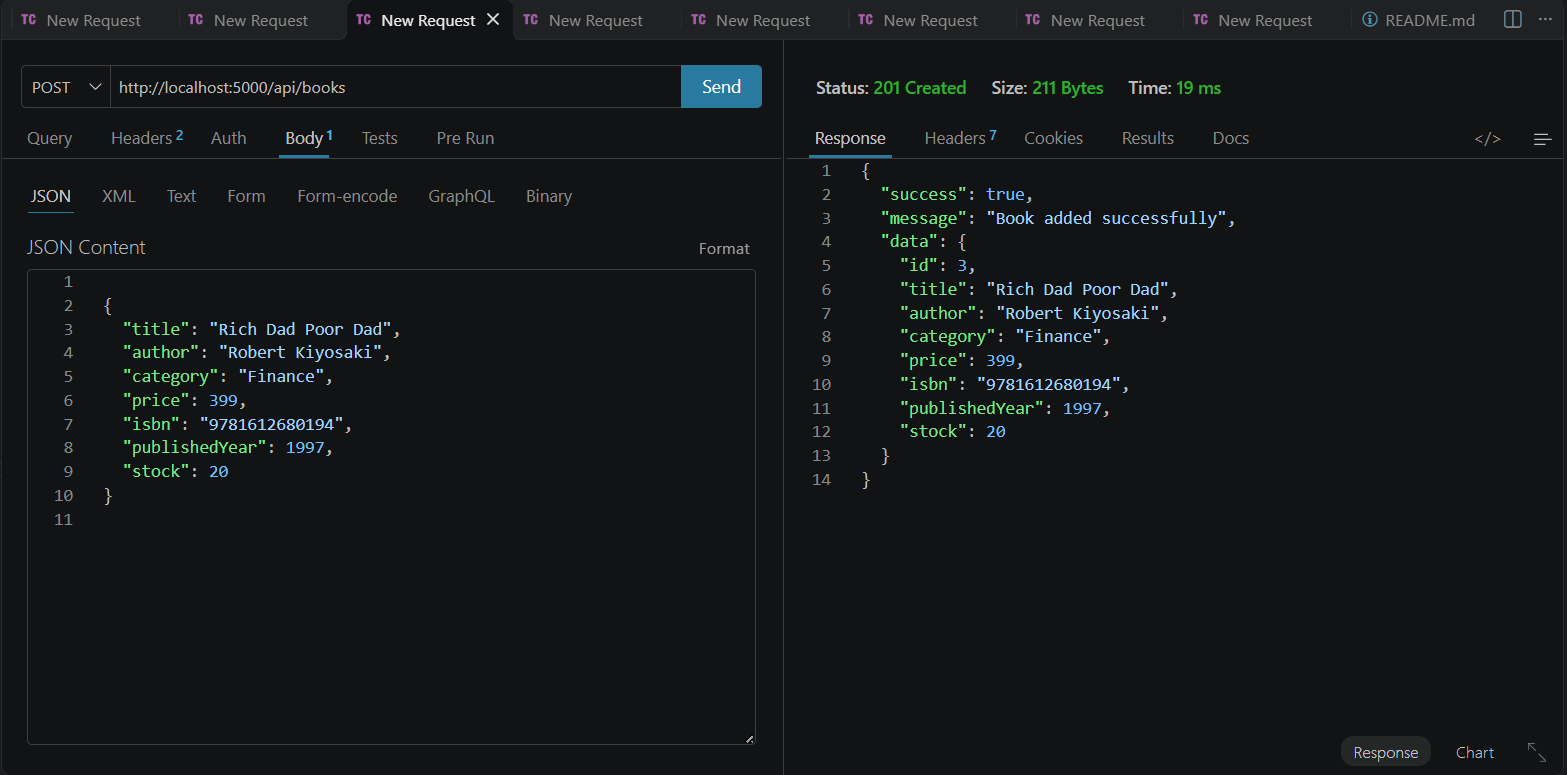 TC New Request TC New Request TC New Request TC New Request TC New Request TC New Request TC New Request TC New Request README.md
POST http://localhost:5000/api/books Send
Query Headers 2 Auth Body 1 Tests Pre Run
JSON XML Text Form Form-encode GraphQL Binary
JSON Content Format
1
2 {
3 "title": "Rich Dad Poor Dad",
4 "author": "Robert Kiyosaki",
5 "category": "Finance",
6 "price": 399,
7 "isbn": "9781612680194",
8 "publishedYear": 1997,
9 "stock": 20
10 }
11
Status: 201 Created Size: 211 Bytes Time: 19 ms
Response Headers 7 Cookies Results Docs </>
1 {
2 "success": true,
3 "message": "Book added successfully",
4 "data": {
5 "id": 3,
6 "title": "Rich Dad Poor Dad",
7 "author": "Robert Kiyosaki",
8 "category": "Finance",
9 "price": 399,
10 "isbn": "9781612680194",
11 "publishedYear": 1997,
12 "stock": 20
13 }
14 }
Response Chart